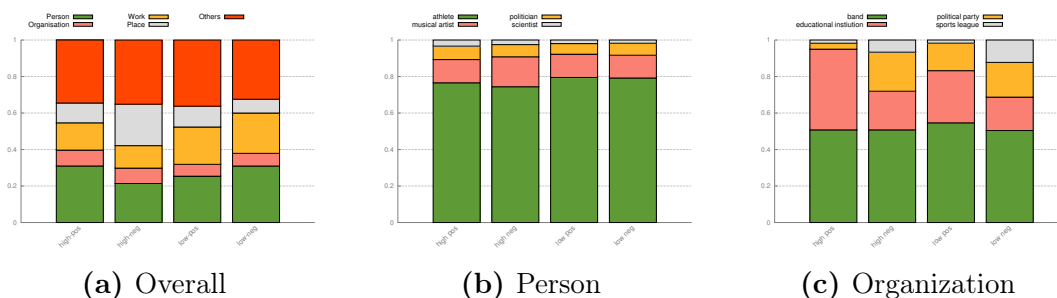 Person Work Others
Organisation Place
1
0.8
0.6
0.4
0.2
0
high-pos high-neg low-pos low-neg
(a) Overall
athlete politician
musical artist scientist
1
0.8
0.6
0.4
0.2
0
high pos high neg low pos low neg
(b) Person
band political party
educational instiution sports league
1
0.8
0.6
0.4
0.2
0
high pos high neg low pos low neg
(c) Organization